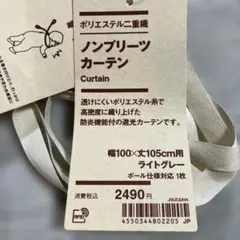 ポリエステル二重織
ノンプリーツ
カーテン
Curtain
透けにくいポリエステル糸で
高密度に織り上げた
防炎機能付の遮光カーテンです。
幅100×丈105cm用
ライトグレー
ポール仕様対応 1枚
消費税込 2490円
4550344802205 JP